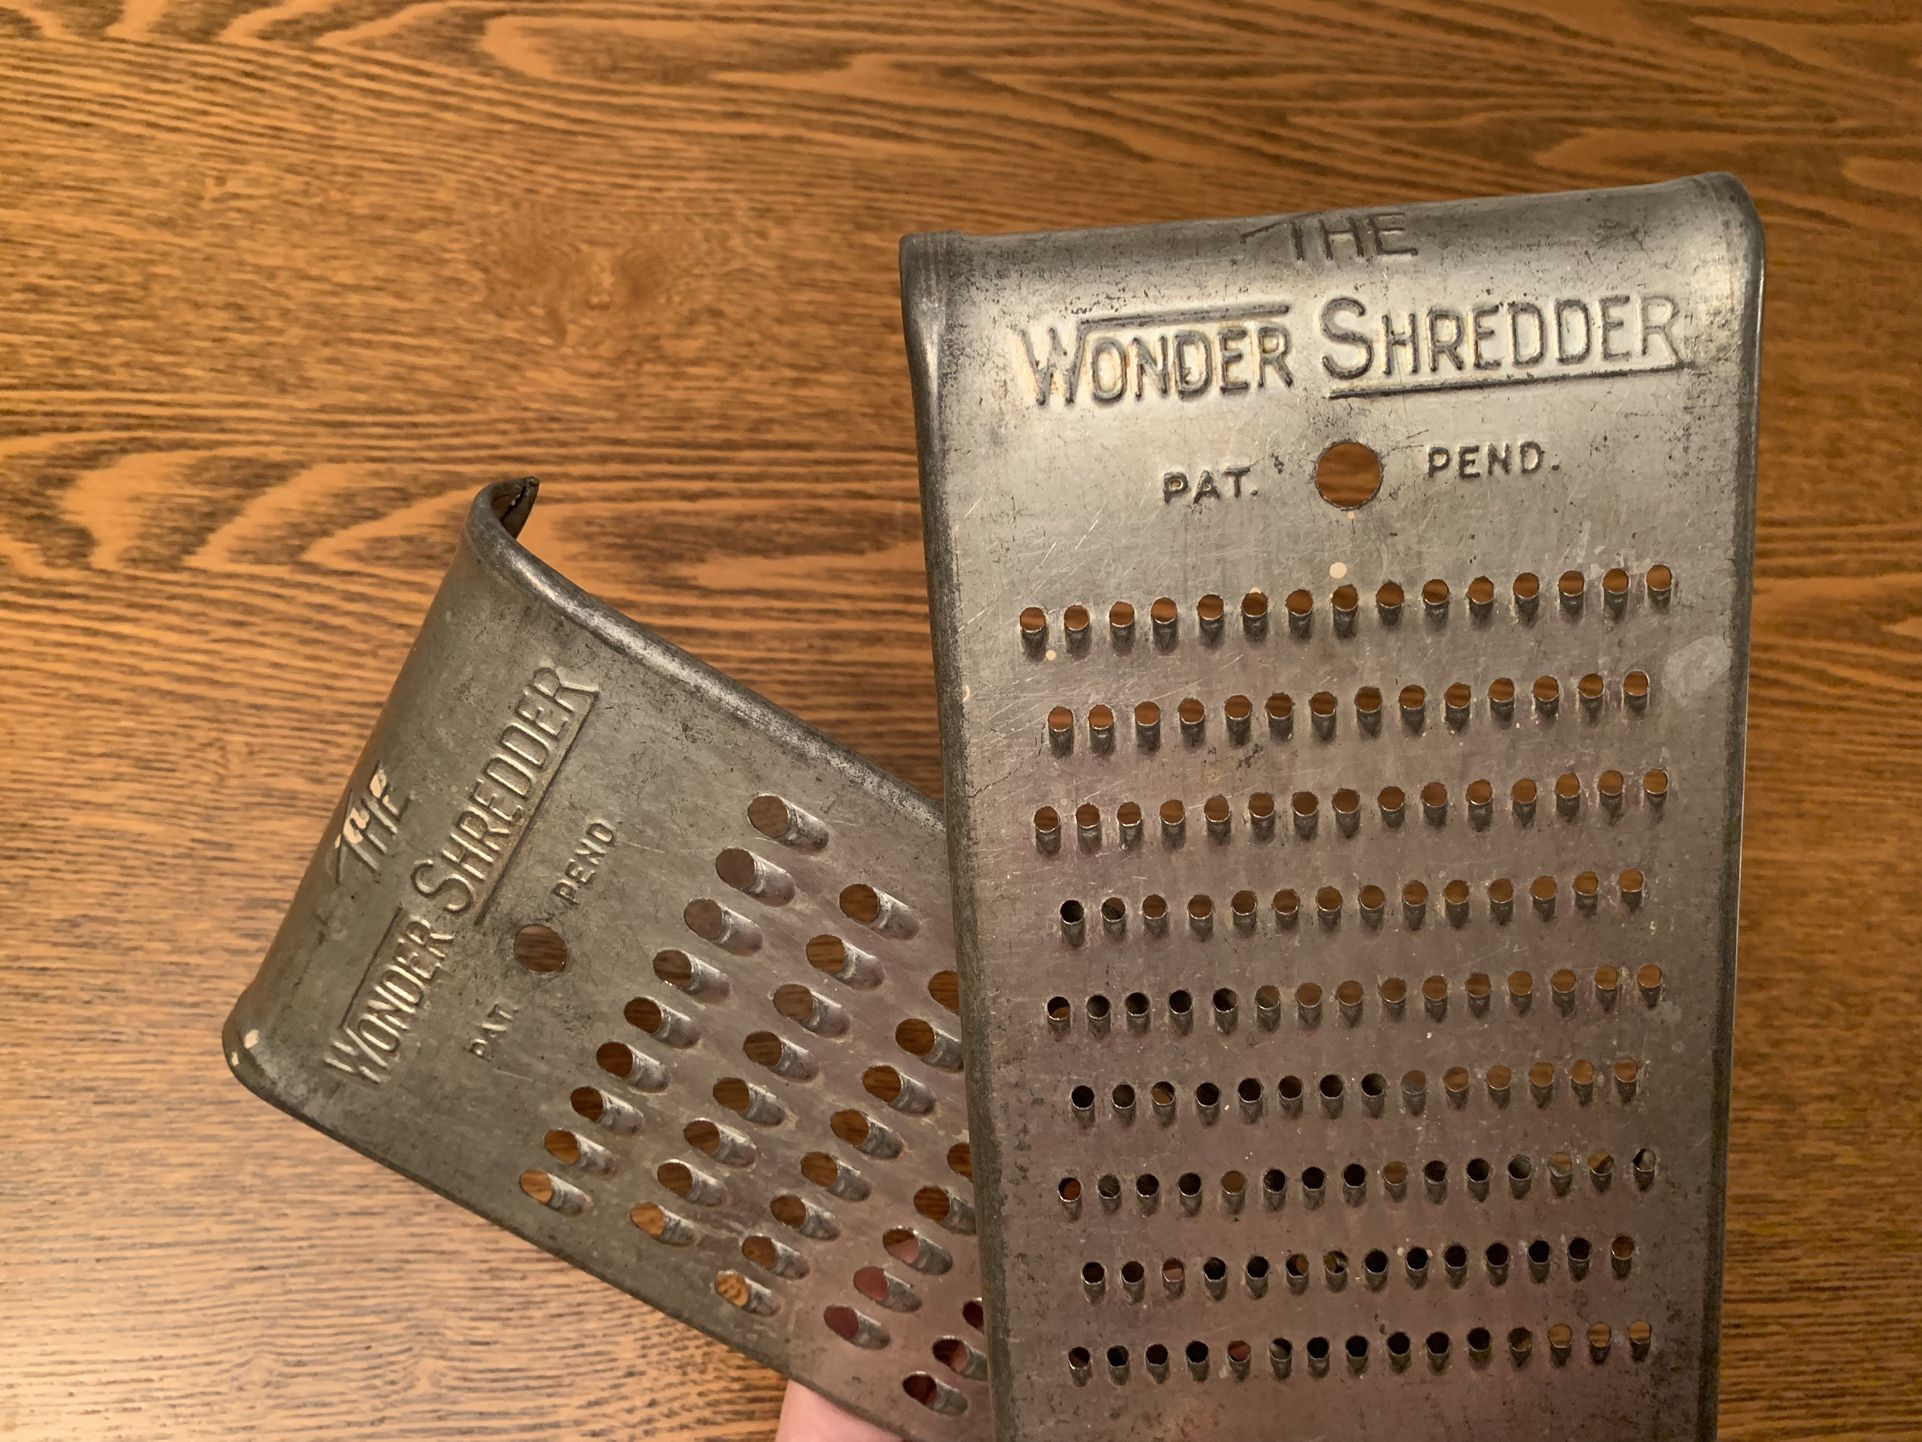 THE
WONDER SHREDDER
PAT. PEND.
THE
WONDER SHREDDER
PAT. PEND